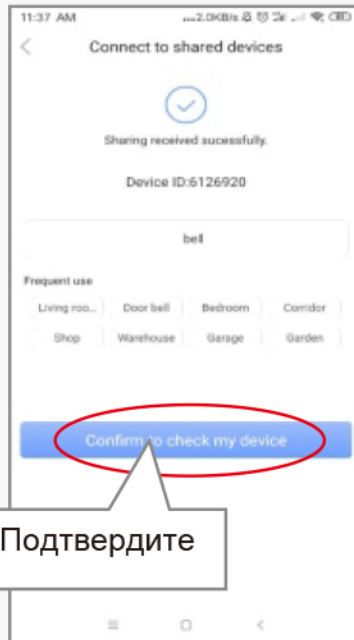 11:37 AM ...2.0KB/s
Connect to shared devices
Sharing received sucessfully.
Device ID:6126920
bell
Frequent use
Living roo... Door bell Bedroom Corridor
Shop Warehouse Garage Garden
Confirm to check my device
Подтвердите